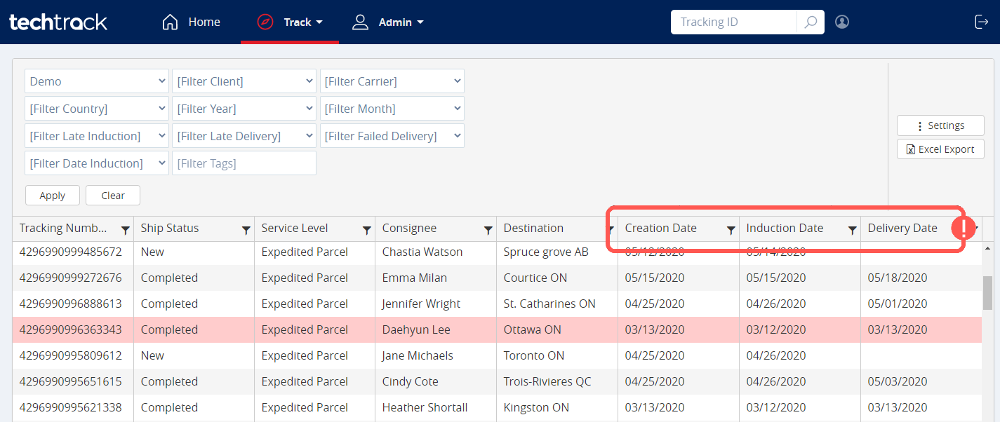 techtrack Home Track Admin Tracking ID
Demo [Filter Client] [Filter Carrier]
[Filter Country] [Filter Year] [Filter Month]
[Filter Late Induction] [Filter Late Delivery] [Filter Failed Delivery]
Settings
[Filter Date Induction] [Filter Tags]
Excel Export
Apply Clear
Tracking Numb... Ship Status Service Level Consignee Destination Creation Date Induction Date Delivery Date !
4296990999485672 New Expedited Parcel Chastia Watson Spruce grove AB 05/12/2020 05/14/2020
4296990999272676 Completed Expedited Parcel Emma Milan Courtice ON 05/15/2020 05/15/2020 05/18/2020
4296990996888613 Completed Expedited Parcel Jennifer Wright St. Catharines ON 04/25/2020 04/26/2020 05/01/2020
4296990996363343 Completed Expedited Parcel Daehyun Lee Ottawa ON 03/13/2020 03/12/2020 03/13/2020
4296990995809612 New Expedited Parcel Jane Michaels Toronto ON 04/25/2020 04/26/2020
4296990995651615 Completed Expedited Parcel Cindy Cote Trois-Rivieres QC 04/25/2020 04/26/2020 05/03/2020
4296990995621338 Completed Expedited Parcel Heather Shortall Kingston ON 03/13/2020 03/12/2020 03/13/2020